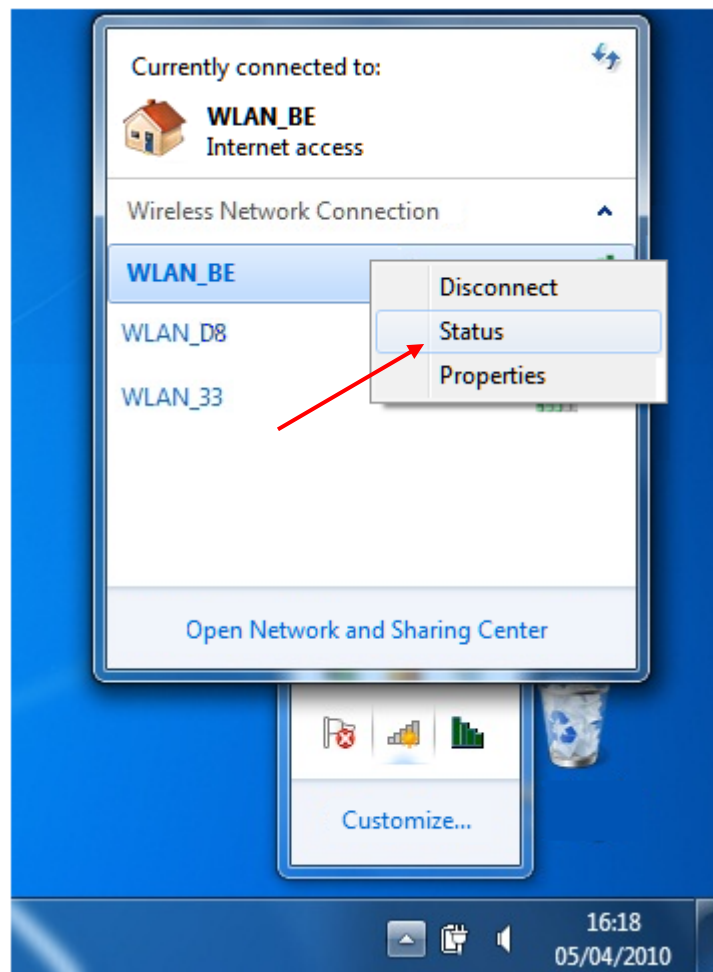 Currently connected to:
WLAN_BE
Internet access
Wireless Network Connection
WLAN_BE
Disconnect
WLAN_D8
Status
Properties
WLAN_33
Open Network and Sharing Center
Customize...
16:18
05/04/2010